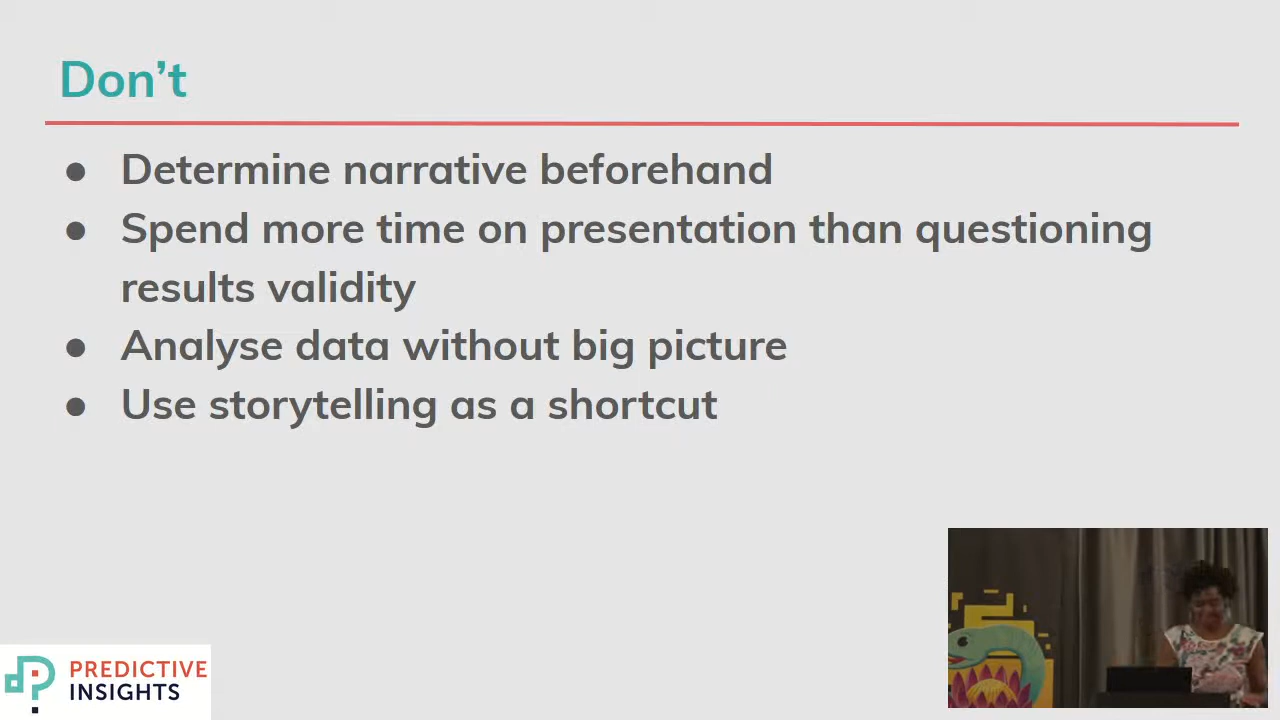 Don’t
● Determine narrative beforehand
● Spend more time on presentation than questioning
results validity
● Analyse data without big picture
● Use storytelling as a shortcut
PREDICTIVE
INSIGHTS